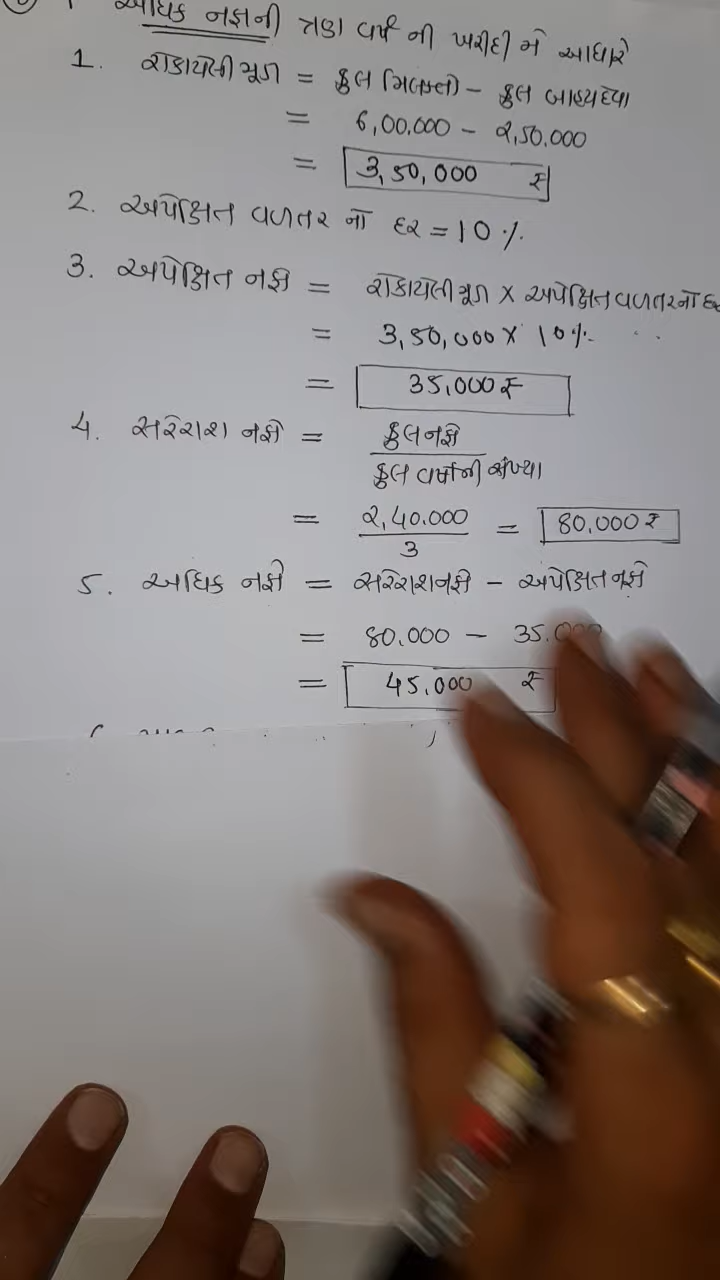 અધિક નફાની ત્રણ વર્ષ ની ખરીદી ને આધારે
1. રોકાયેલી મૂડી = કુલ મિલકતો - કુલ બાહ્યદેવા
= 6,00,000 - 2,50,000
= 3,50,000 ₹
2. અપેક્ષિત વળતર નો દર = 10 %
3. અપેક્ષિત નફો = રોકાયેલી મૂડી X અપેક્ષિત વળતરનો દર
= 3,50,000 X 10%
= 35,000 ₹
4. સરેરાશ નફો = કુલ નફો
કુલ વર્ષોની સંખ્યા
= 2,40,000 = 80,000 ₹
3
5. અધિક નફો = સરેરાશ નફો - અપેક્ષિત નફો
= 80,000 - 35,000
= 45,000 ₹